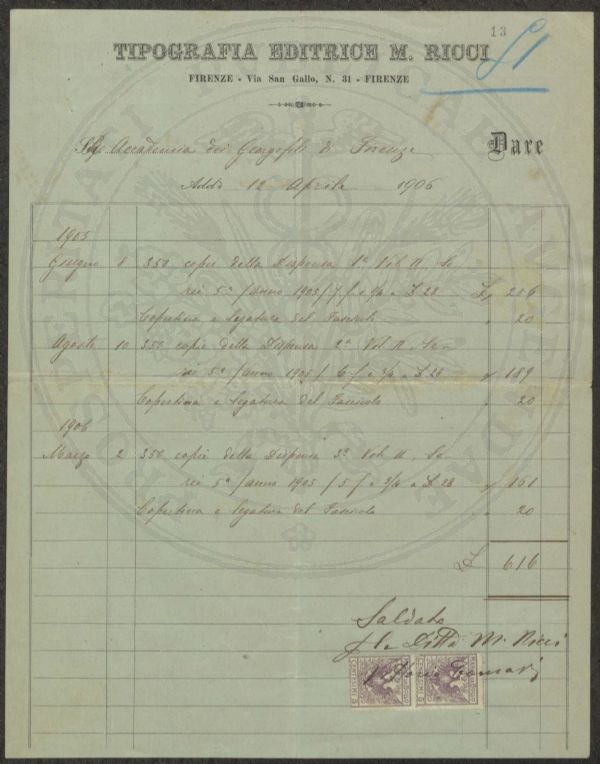 13
51
TIPOGRAFIA EDITRICE M. RICCI
FIRENZE - Via San Gallo, N. 31 - FIRENZE
Accademia dei Georgofili di Firenze Dare
Addì 12 Aprile 1906
1905
Giugno 8 350 copie della Dispensa 1ª Vol. II. Se
rie 5ª /anno 1905/ 7 f. e a L 28 L 206
Copertina e legatura del Fascicolo " 20
Agosto 10 350 copie della Dispensa 2ª Vol. II. Se-
rie 5ª /anno 1905/ 6 f. e 3/4 a L 28 " 189
Copertina e legatura del Fascicolo " 20
1906
Marzo 2 350 copie della Dispensa 3ª Vol. II. Se
rie 5ª /anno 1905/ 5 f. e 3/4 a L 28 " 161
Copertina e legatura del Fascicolo " 20
616
Saldato
p. la Ditta M. Ricci